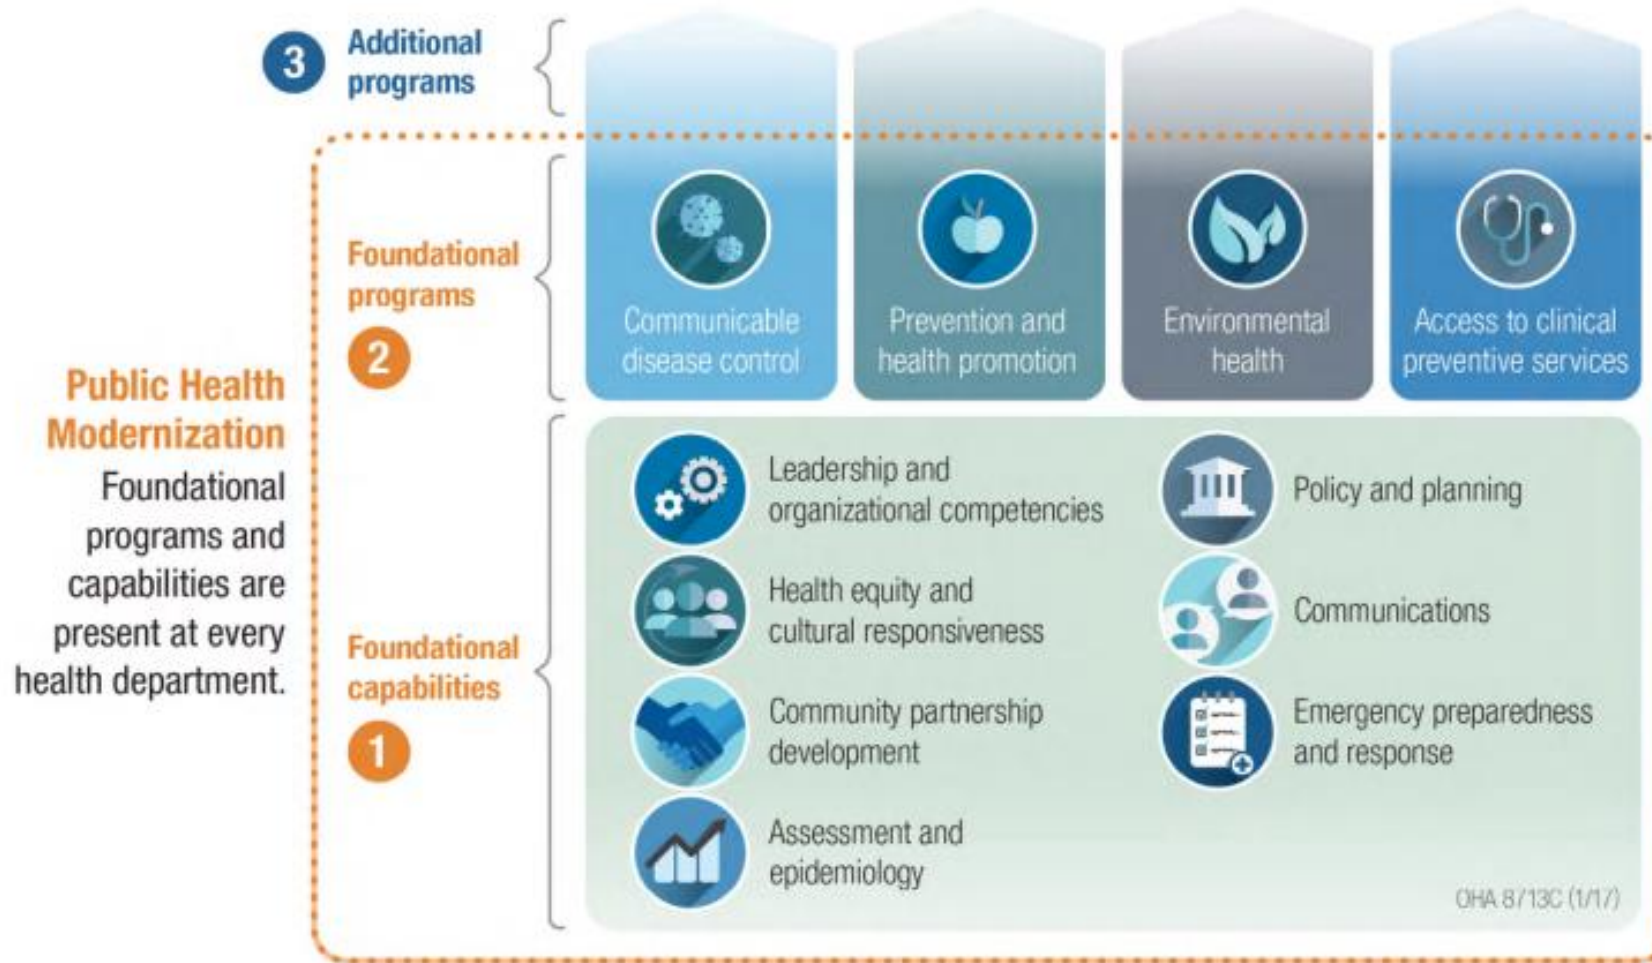 3
Additional
programs
Foundational
programs
2
Communicable
disease control
Prevention and
health promotion
Environmental
health
Access to clinical
preventive services
Public Health
Modernization
Foundational
programs and
capabilities are
present at every
health department.
Foundational
capabilities
1
Leadership and
organizational competencies
Health equity and
cultural responsiveness
Community partnership
development
Assessment and
epidemiology
Policy and planning
Communications
Emergency preparedness
and response
OHA 8713C (1/17)